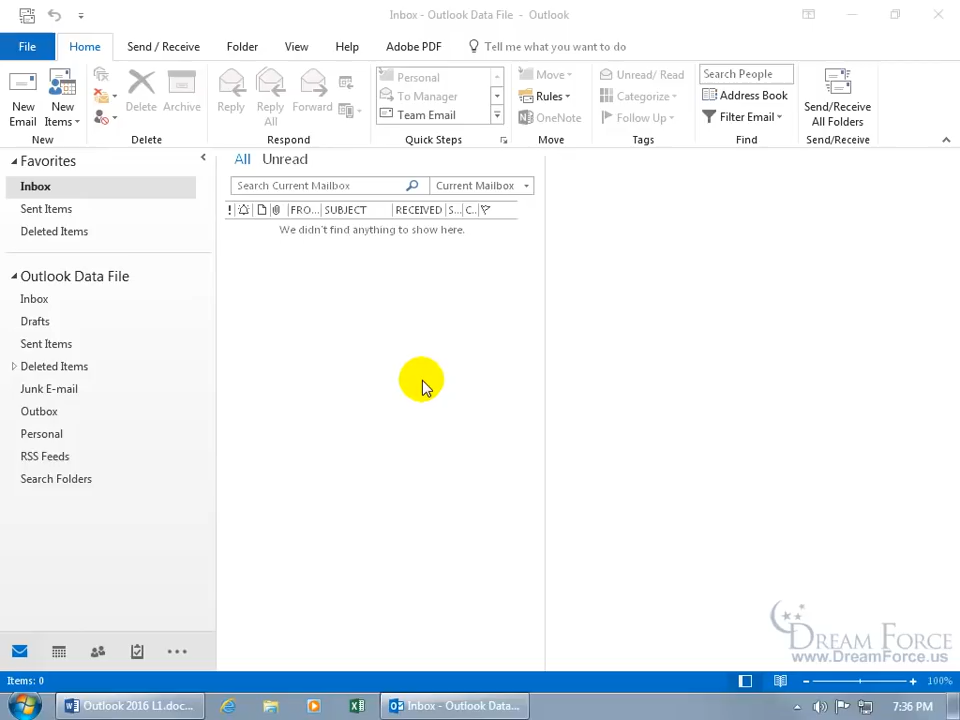 Inbox - Outlook Data File - Outlook
File Home Send / Receive Folder View Help Adobe PDF Tell me what you want to do
New Email
New Items
Delete
Archive
New
Delete
Reply
Reply All
Forward
Respond
Personal
To Manager
Team Email
Quick Steps
Move
Rules
OneNote
Move
Unread/ Read
Categorize
Follow Up
Tags
Search People
Address Book
Filter Email
Find
Send/Receive All Folders
Send/Receive
Favorites
Inbox
Sent Items
Deleted Items
Outlook Data File
Inbox
Drafts
Sent Items
Deleted Items
Junk E-mail
Outbox
Personal
RSS Feeds
Search Folders
All Unread
Search Current Mailbox Current Mailbox
! FRO... SUBJECT RECEIVED S... C...
We didn't find anything to show here.
DREAM FORCE
www.DreamForce.us
Items: 0
100%
Outlook 2016 L1.doc...
Inbox - Outlook Data...
7:36 PM